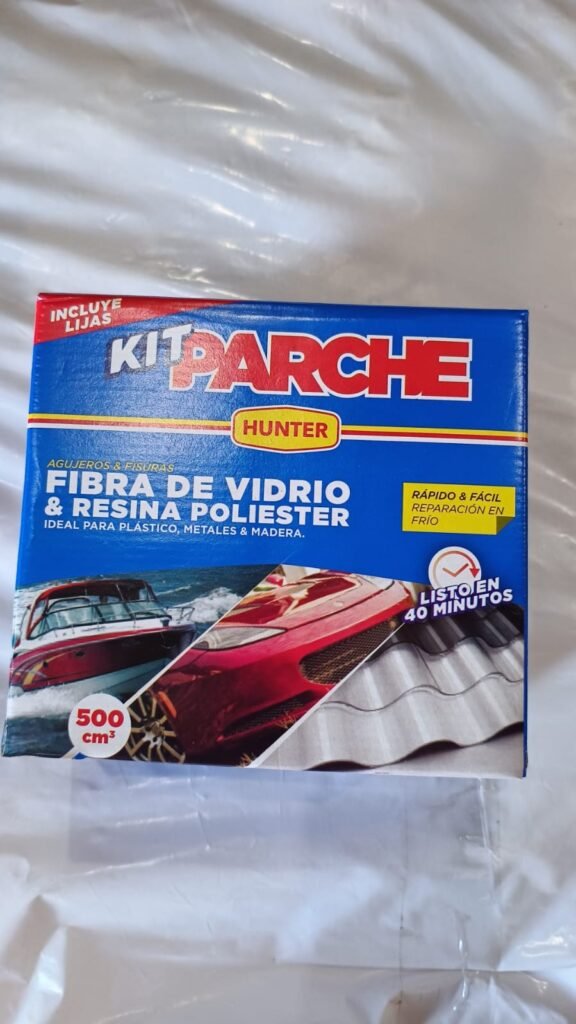 INCLUYE
LIJAS
KIT PARCHE
HUNTER
AGUJEROS & FISURAS
FIBRA DE VIDRIO
& RESINA POLIESTER
IDEAL PARA PLÁSTICO, METALES & MADERA.
RÁPIDO & FÁCIL
REPARACIÓN EN
FRÍO
LISTO EN
40 MINUTOS
500
cm³